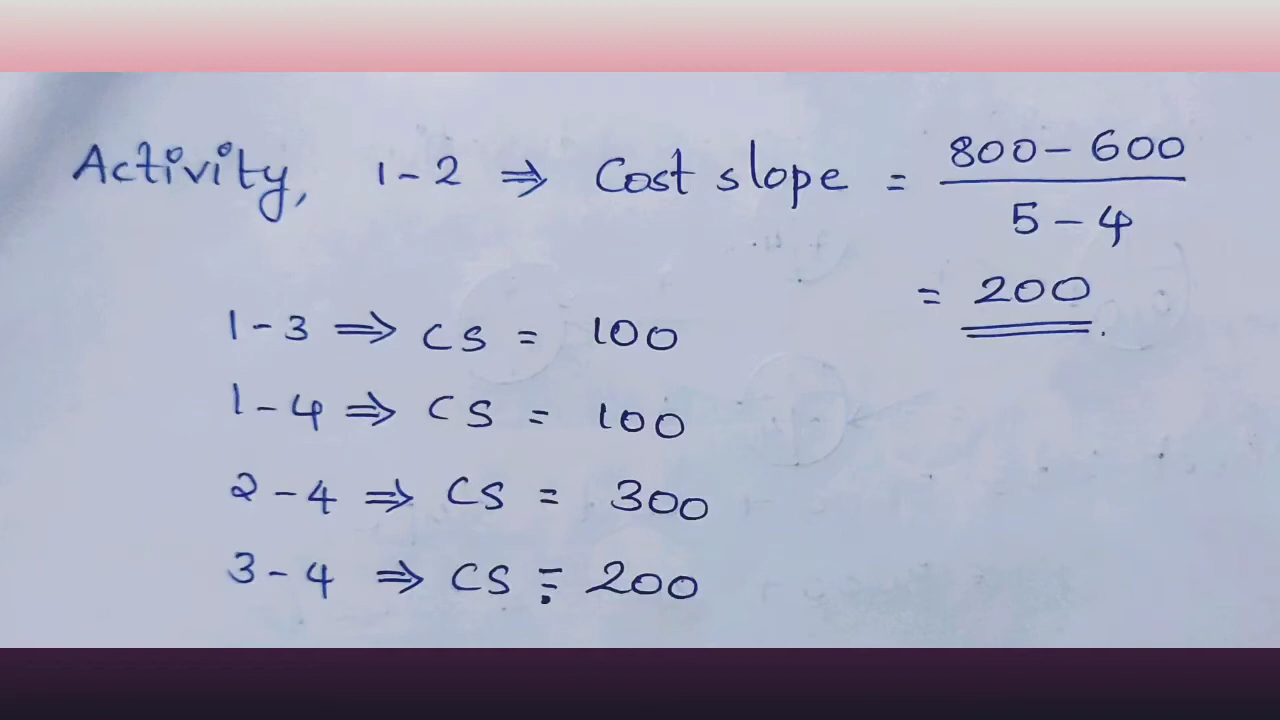 Activity, 1-2 ⇒ Cost slope = 800-600 / 5-4
= 200.
1-3 ⇒ CS = 100
1-4 ⇒ CS = 100
2-4 ⇒ CS = 300
3-4 ⇒ CS = 200